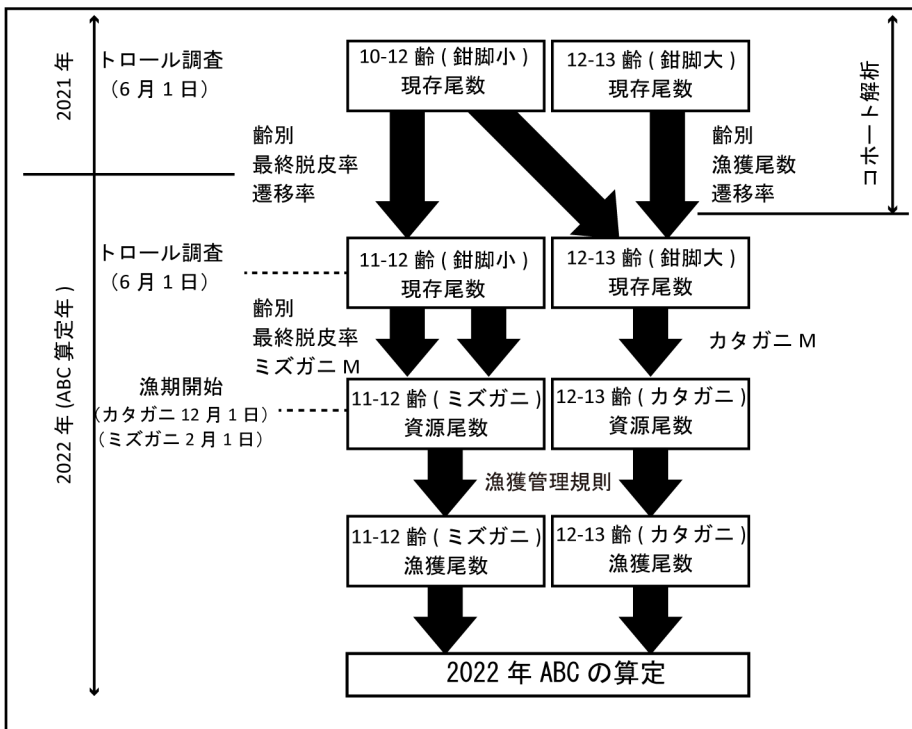 2021 年
トロール調査
（6 月 1 日）
10-12 齢 ( 鉗脚小 )
現存尾数
12-13 齢 ( 鉗脚大 )
現存尾数
コホート解析
齢別
最終脱皮率
遷移率
齢別
漁獲尾数
遷移率
2022 年 (ABC 算定年 )
トロール調査
（6 月 1 日）
11-12 齢 ( 鉗脚小 )
現存尾数
12-13 齢 ( 鉗脚大 )
現存尾数
齢別
最終脱皮率
ミズガニ M
カタガニ M
漁期開始
（カタガニ 12 月 1 日）
（ミズガニ 2 月 1 日）
11-12 齢 ( ミズガニ )
資源尾数
12-13 齢 ( カタガニ )
資源尾数
漁獲管理規則
11-12 齢 ( ミズガニ )
漁獲尾数
12-13 齢 ( カタガニ )
漁獲尾数
2022 年 ABC の算定